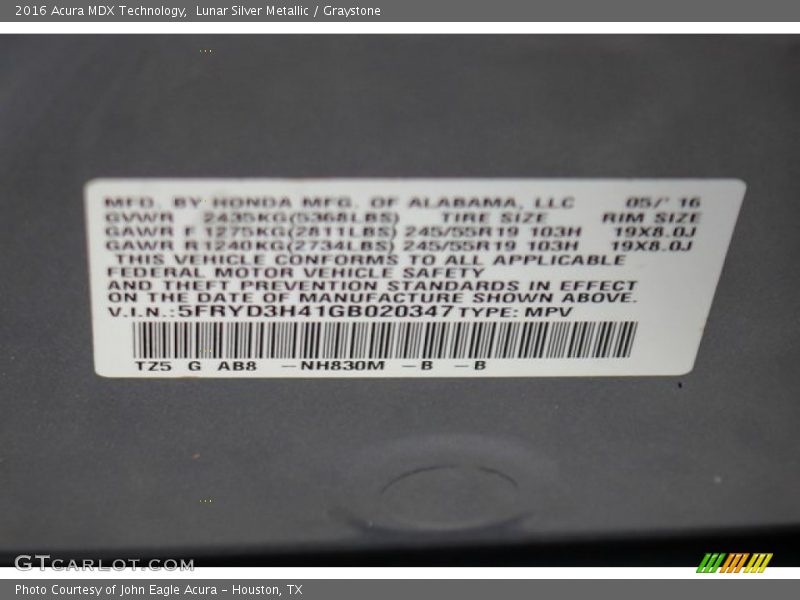 2016 Acura MDX Technology,  Lunar Silver Metallic / Graystone
MFD. BY HONDA MFG. OF ALABAMA, LLC 05/' 16
GVWR 2435KG(5368LBS) TIRE SIZE RIM SIZE
GAWR F 1275KG(2811LBS) 245/55R19 103H 19X8.0J
GAWR R1240KG(2734LBS) 245/55R19 103H 19X8.0J
THIS VEHICLE CONFORMS TO ALL APPLICABLE
FEDERAL MOTOR VEHICLE SAFETY
AND THEFT PREVENTION STANDARDS IN EFFECT
ON THE DATE OF MANUFACTURE SHOWN ABOVE.
V.I.N.:5FRYD3H41GB020347 TYPE: MPV
TZ5 G AB8 -NH830M -B -B
GTCARLOT.COM
Photo Courtesy of John Eagle Acura - Houston, TX